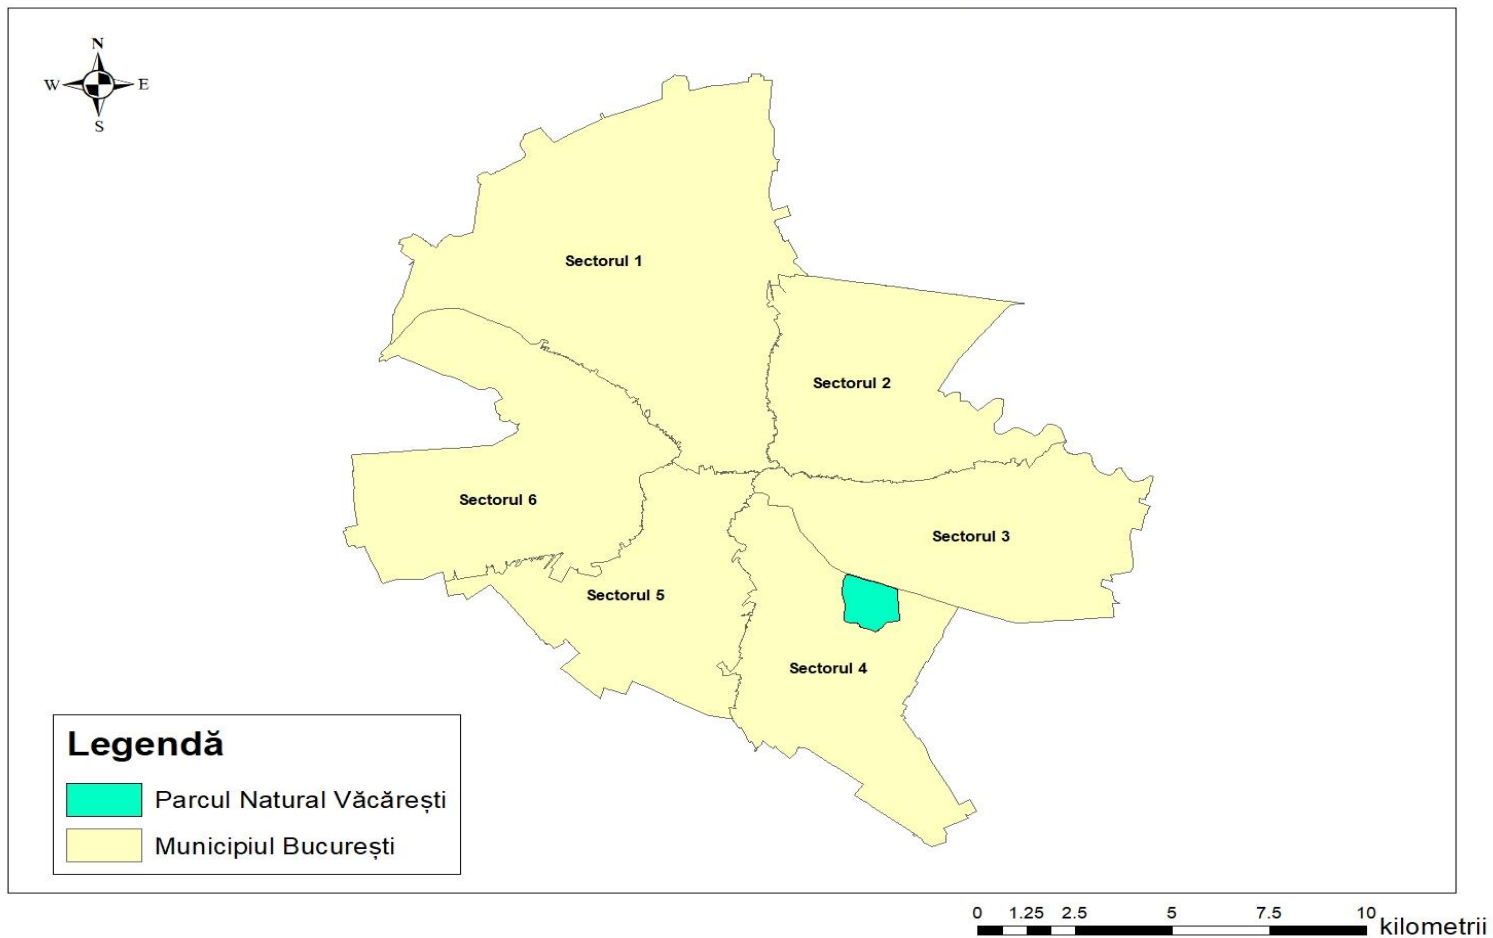 N
W E
S
Sectorul 1
Sectorul 2
Sectorul 6
Sectorul 3
Sectorul 5
Sectorul 4
Legendă
Parcul Natural Văcărești
Municipiul București
0 1.25 2.5 5 7.5 10 kilometrii